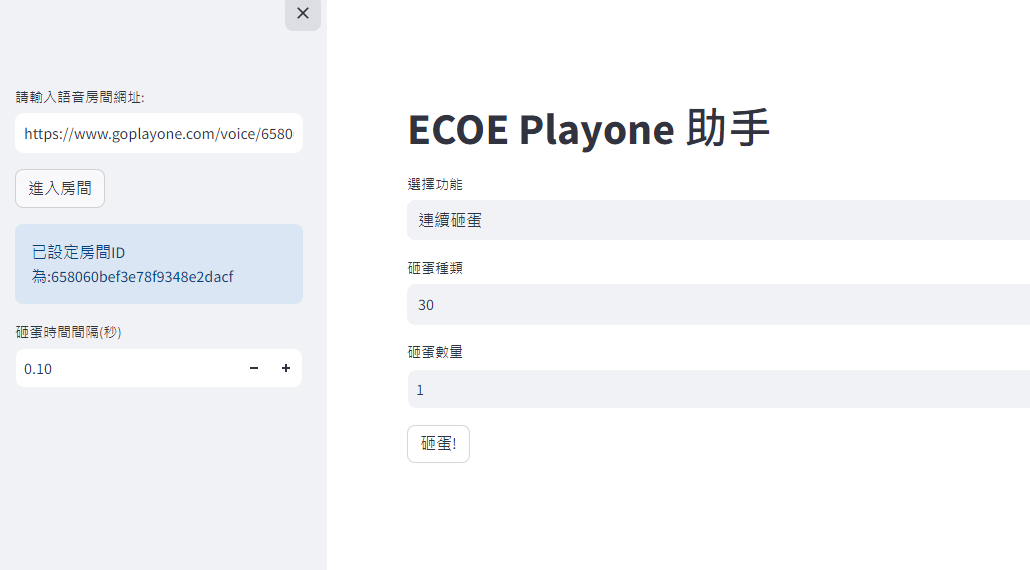 請輸入語音房間網址:
https://www.goplayone.com/voice/6580
進入房間
已設定房間ID
為:658060bef3e78f9348e2dacf
砸蛋時間間隔(秒)
0.10
ECOE Playone 助手
選擇功能
連續砸蛋
砸蛋種類
30
砸蛋數量
1
砸蛋!